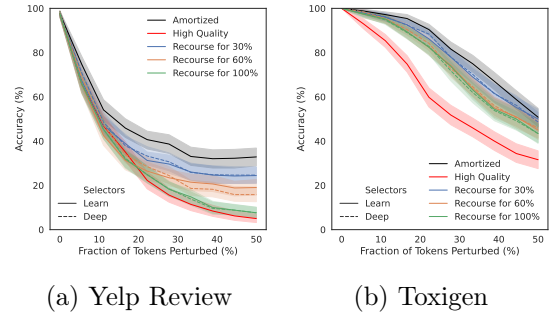 100
80
60
40
20
0
Accuracy (%)
Amortized
High Quality
Recourse for 30%
Recourse for 60%
Recourse for 100%
Selectors
Learn
Deep
0 10 20 30 40 50
Fraction of Tokens Perturbed (%)
(a) Yelp Review
100
80
60
40
20
0
Accuracy (%)
Selectors
Learn
Deep
Amortized
High Quality
Recourse for 30%
Recourse for 60%
Recourse for 100%
0 10 20 30 40 50
Fraction of Tokens Perturbed (%)
(b) Toxigen